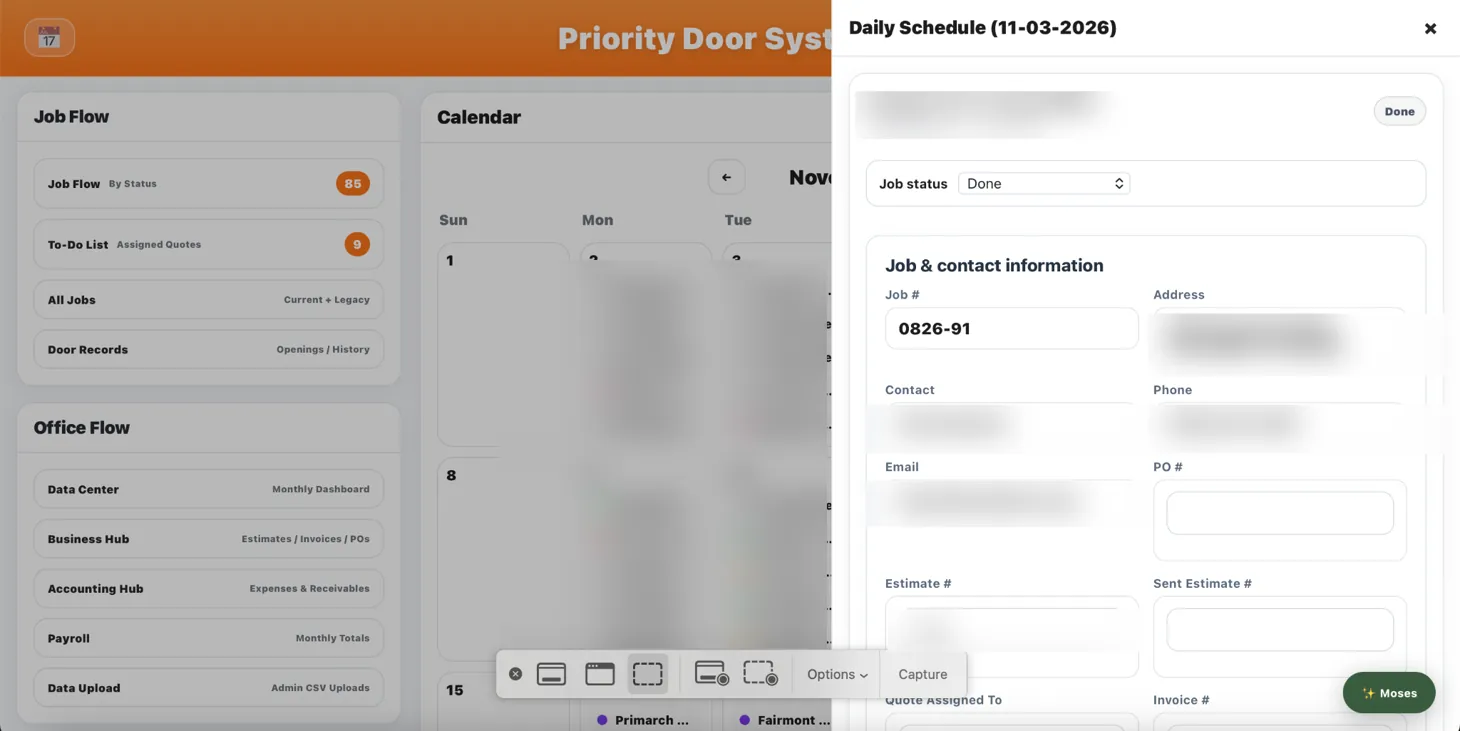 17
Priority Door Syst
Job Flow
Job Flow By Status 85
To-Do List Assigned Quotes 9
All Jobs Current + Legacy
Door Records Openings / History
Office Flow
Data Center Monthly Dashboard
Business Hub Estimates / Invoices / POs
Accounting Hub Expenses & Receivables
Payroll Monthly Totals
Data Upload Admin CSV Uploads
Calendar
←
Sun Mon Tue
1 2 3
8
15
Primarch ... Fairmont ...
Options Capture
Daily Schedule (11-03-2026)
Done
Job status Done
Job & contact information
Job # Address
0826-91
Contact Phone
Email PO #
Estimate # Sent Estimate #
Quote Assigned To Invoice #
✨ Moses